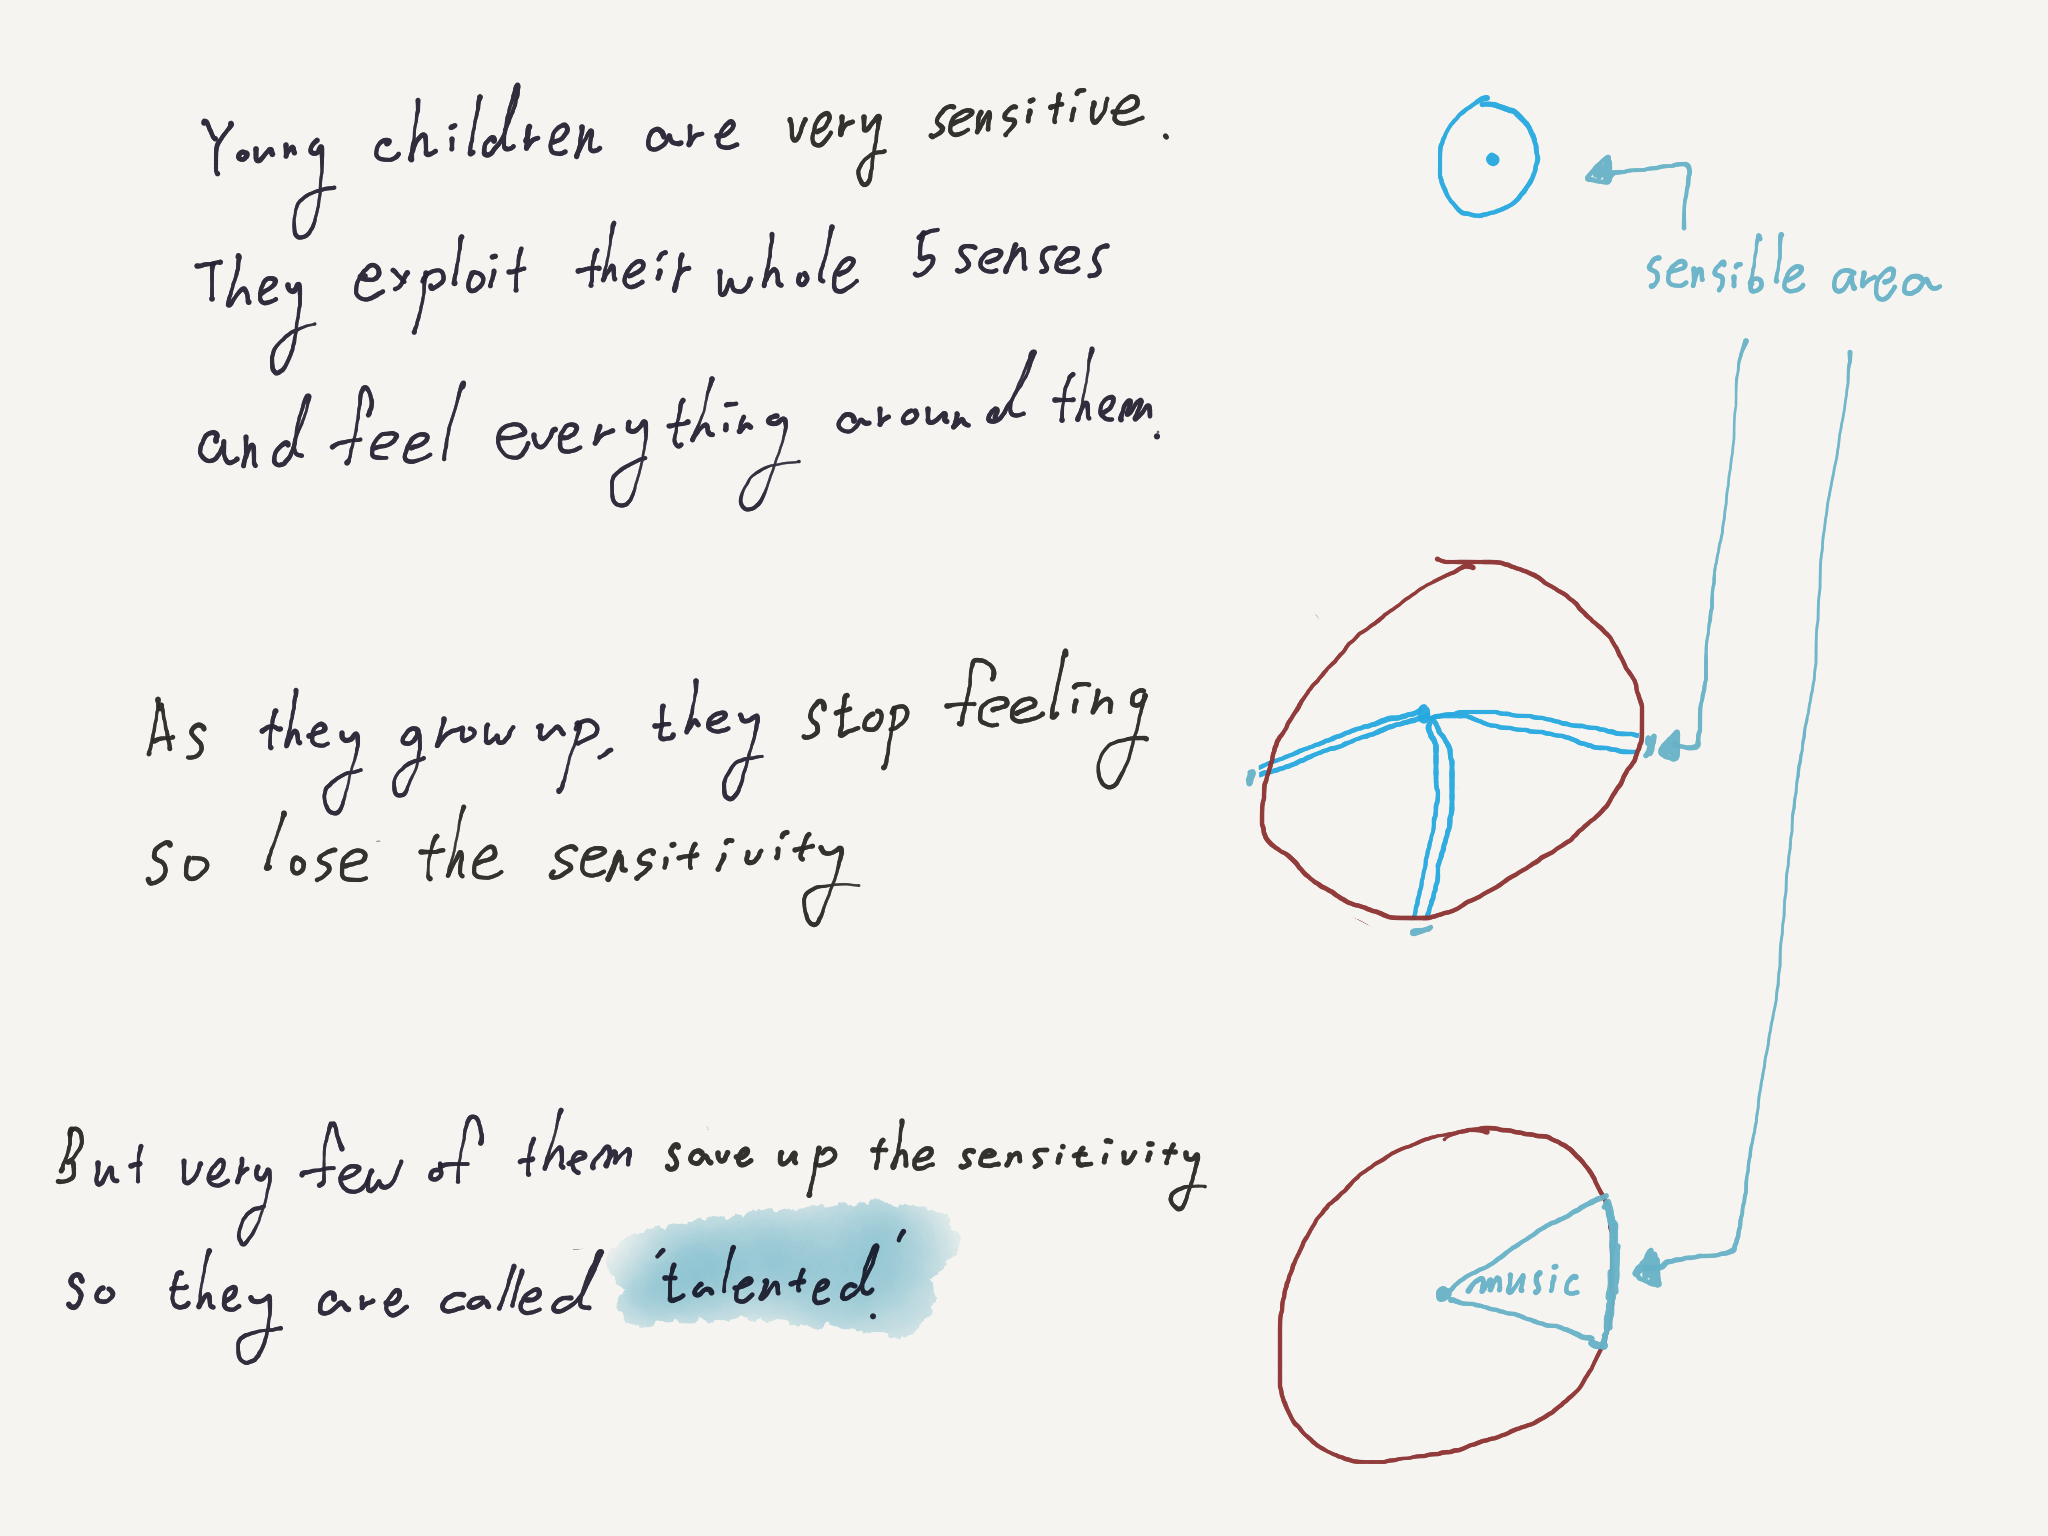 Young children are very sensitive.
They exploit their whole 5 senses
and feel everything around them.
sensible area
As they grow up, they stop feeling
so lose the sensitivity
But very few of them save up the sensitivity
so they are called 'talented.'
music